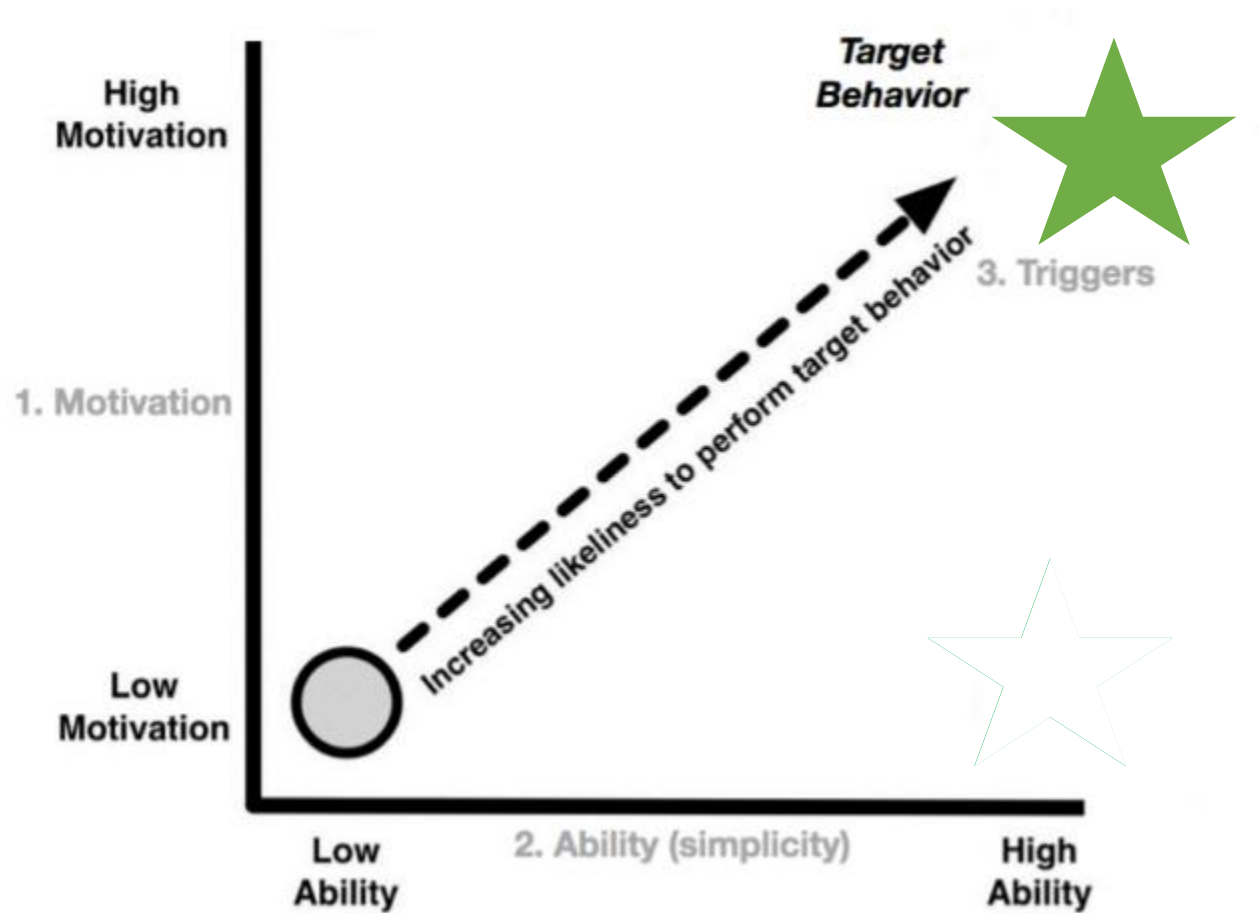 Target
Behavior
High
Motivation
3. Triggers
1. Motivation
Increasing likeliness to perform target behavior
Low
Motivation
2. Ability (simplicity)
Low
Ability
High
Ability